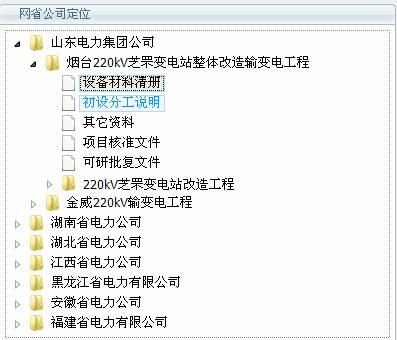 网省公司定位
山东电力集团公司
烟台220kV芝罘变电站整体改造输变电工程
设备材料清册
初设分工说明
其它资料
项目核准文件
可研批复文件
220kV芝罘变电站改造工程
金威220kV输变电工程
湖南省电力公司
湖北省电力公司
江西省电力公司
黑龙江省电力有限公司
安徽省电力公司
福建省电力有限公司